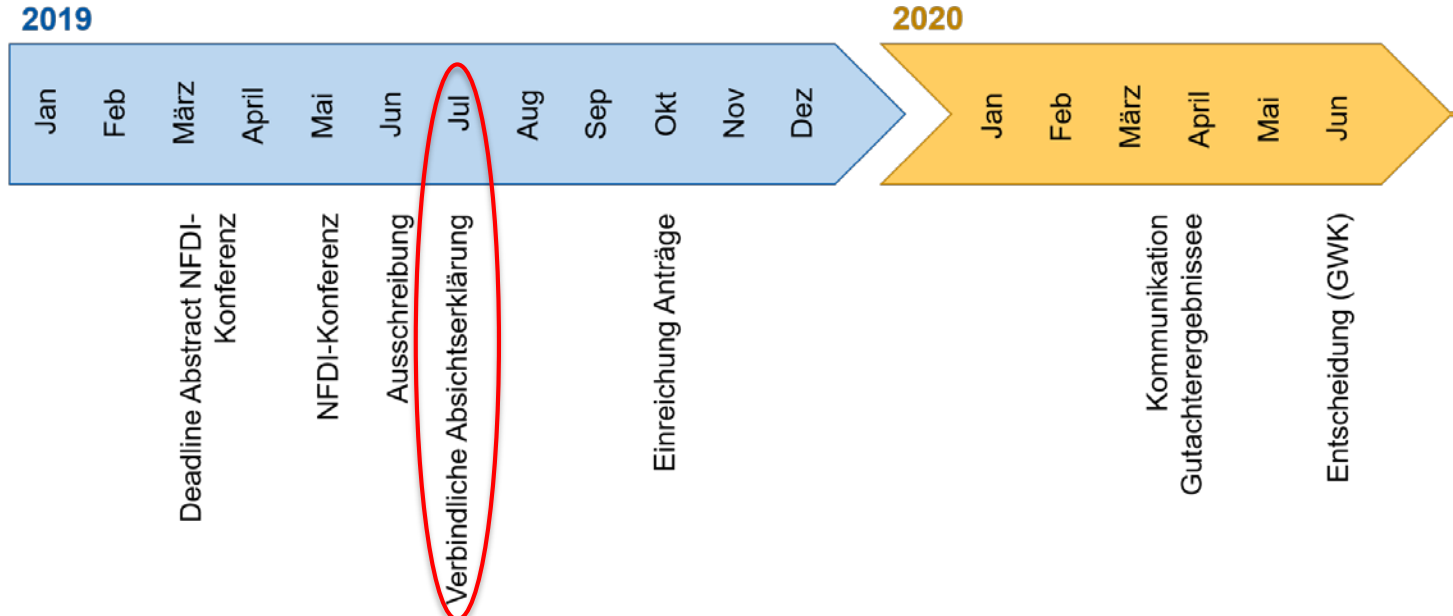 2019
2020
Jan
Feb
März
April
Mai
Jun
Jul
Aug
Sep
Okt
Nov
Dez
Jan
Feb
März
April
Mai
Jun
Deadline Abstract NFDI-
Konferenz
NFDI-Konferenz
Ausschreibung
Verbindliche Absichtserklärung
Einreichung Anträge
Kommunikation
Gutachterergebnissee
Entscheidung (GWK)